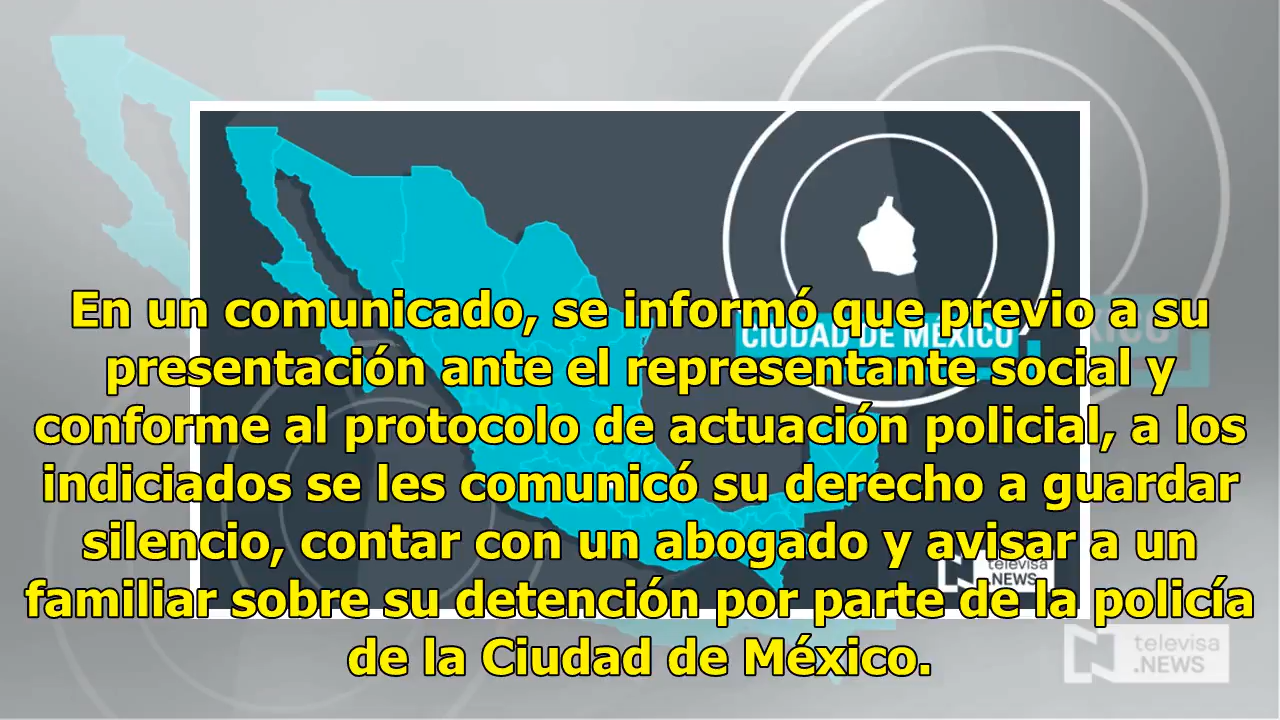 En un comunicado, se informó que previo a su
CIUDAD DE MÉXICO
presentación ante el representante social y
conforme al protocolo de actuación policial, a los
indiciados se les comunicó su derecho a guardar
silencio, contar con un abogado y avisar a un
televisa
.NEWS
familiar sobre su detención por parte de la policía
de la Ciudad de México.
televisa
.NEWS